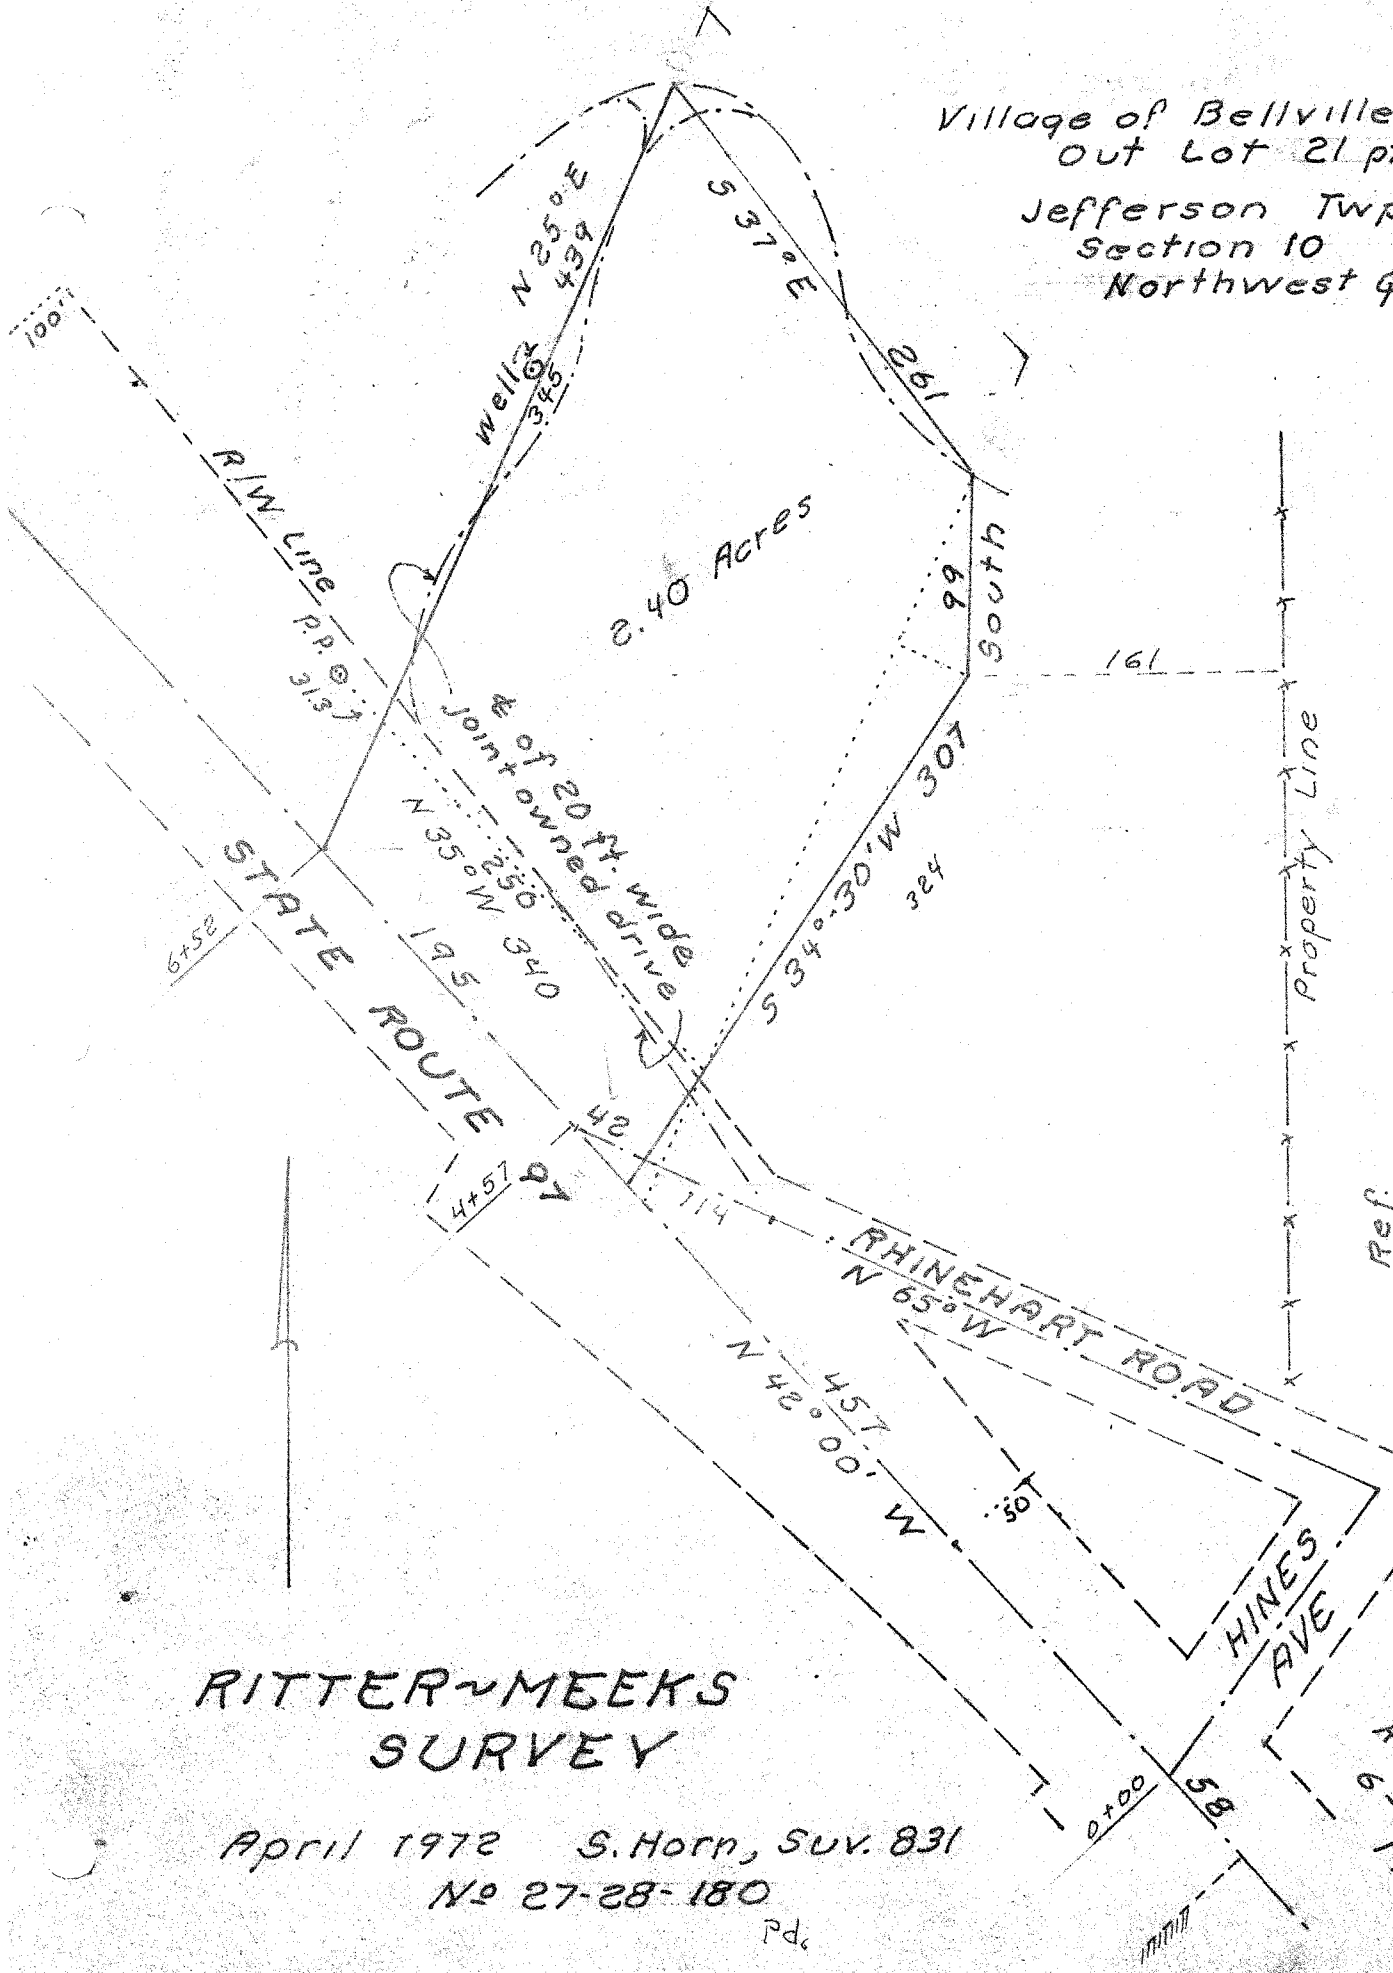 Village of Bellville
Out Lot 21
Jefferson Twp
Section 10
Northwest
N 25° E
439
S 37° E
261
100'
well
345
R/W Line
P.P.
313'
2.40 Acres
99
South
161
Property Line
℄ of 20 ft. wide
joint owned drive
N 35° W 340
250
S 34°-30' W 307
324
STATE ROUTE 97
6+52
195
42
4+57
114
RHINEHART ROAD
N 65° W
457
N 42° 00' W
50
HINES
AVE
Ref.
0+00
58
RITTER~MEEKS
SURVEY
April 1972 S. Horn, Suv. 831
No 27-28-180
Pd.